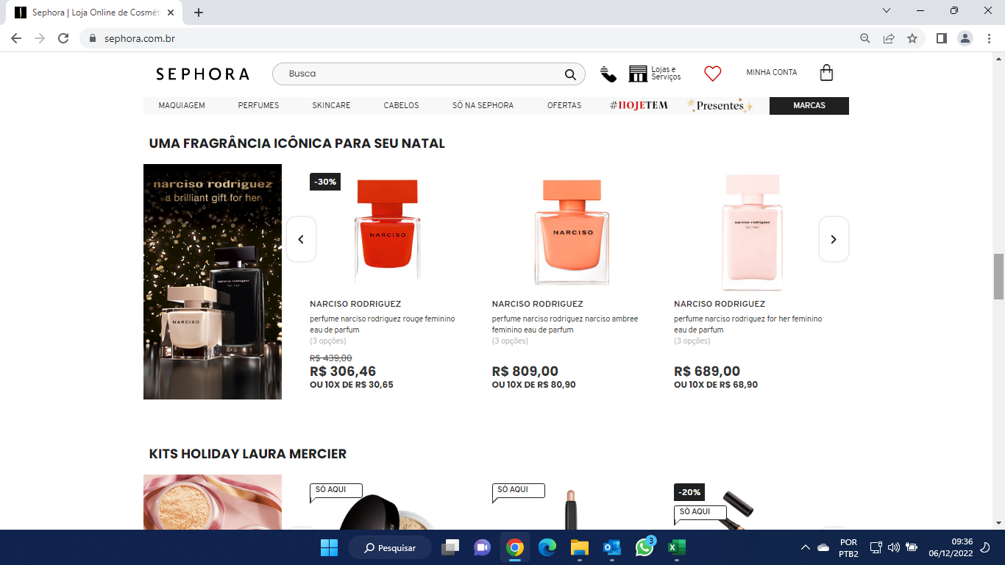 Sephora | Loja Online de Cosméti
sephora.com.br
SEPHORA
Busca
Lojas e
Serviços
MINHA CONTA
MAQUIAGEM
PERFUMES
SKINCARE
CABELOS
SÓ NA SEPHORA
OFERTAS
#HOJETEM
Presentes
MARCAS
UMA FRAGRÂNCIA ICÔNICA PARA SEU NATAL
narciso rodriguez
a brilliant gift for her
NARCISO
-30%
NARCISO
NARCISO RODRIGUEZ
perfume narciso rodriguez rouge feminino
eau de parfum
(3 opções)
R$ 439,00
R$ 306,46
OU 10X DE R$ 30,65
NARCISO
NARCISO RODRIGUEZ
perfume narciso rodriguez narciso ambree
feminino eau de parfum
(3 opções)
R$ 809,00
OU 10X DE R$ 80,90
narciso rodriguez
for her
NARCISO RODRIGUEZ
perfume narciso rodriguez for her feminino
eau de parfum
(3 opções)
R$ 689,00
OU 10X DE R$ 68,90
KITS HOLIDAY LAURA MERCIER
SÓ AQUI
SÓ AQUI
-20%
SÓ AQUI
Pesquisar
3
POR
PTB2
09:36
06/12/2022